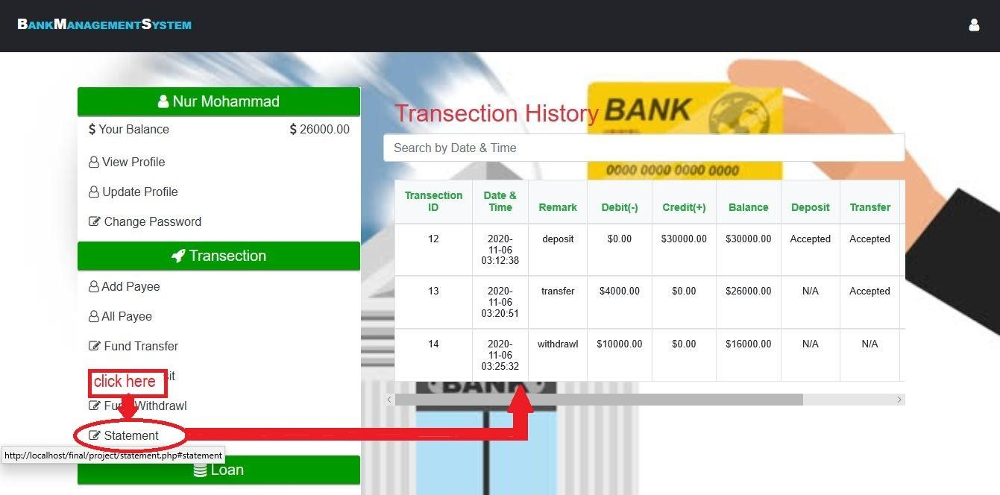 BankManagementSystem
Nur Mohammad
$ Your Balance $ 26000.00
View Profile
Update Profile
Change Password
Transection
Add Payee
All Payee
Fund Transfer
click here
Statement
http://localhost/final/project/statement.php#statement
Loan
Transection History
BANK
Search by Date & Time
0000 0000 0000 0000
Transection ID Date & Time Remark Debit(-) Credit(+) Balance Deposit Transfer
12 2020-11-06 03:12:38 deposit $0.00 $30000.00 $30000.00 Accepted Accepted
13 2020-11-06 03:20:51 transfer $4000.00 $0.00 $26000.00 N/A Accepted
14 2020-11-06 03:25:32 withdrawl $10000.00 $0.00 $16000.00 N/A N/A
BANK